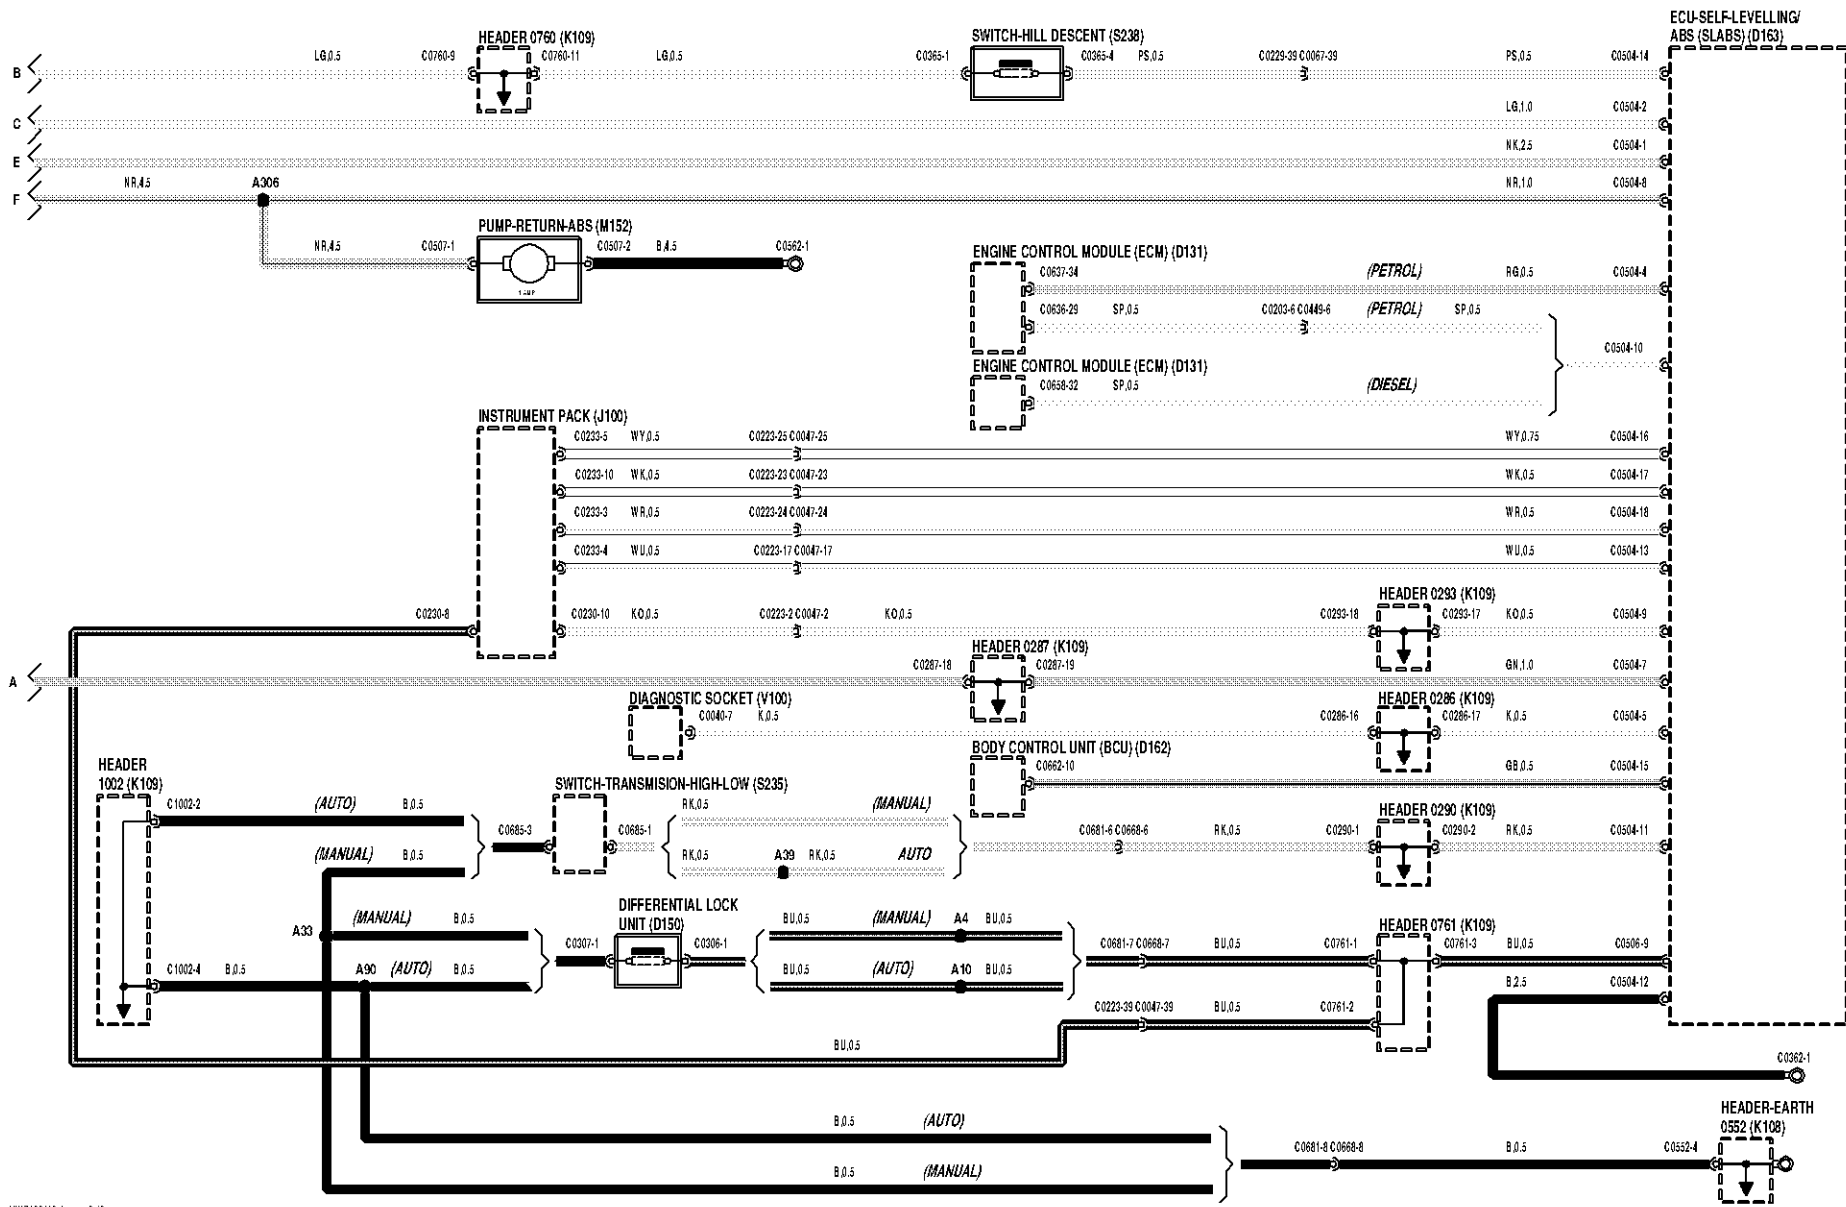 ECU-SELF-LEVELLING/
ABS (SLABS) (D163)
HEADER 0760 (K109)
SWITCH-HILL DESCENT (S238)
B
LG,0.5
C0760-9
C0760-11
LG,0.5
C0365-1
C0365-4
PS,0.5
C0229-39 C0067-39
PS,0.5
C0504-14
C
LG,1.0
C0504-2
E
NK,2.5
C0504-1
F
NR,4.5
A306
NR,1.0
C0504-8
PUMP-RETURN-ABS (M152)
NR,4.5
C0507-1
C0507-2
B,4.5
C0562-1
ENGINE CONTROL MODULE (ECM) (D131)
C0637-34
(PETROL)
RG,0.5
C0504-4
C0636-29
SP,0.5
C0203-6 C0449-6
(PETROL)
SP,0.5
C0504-10
ENGINE CONTROL MODULE (ECM) (D131)
C0658-32
SP,0.5
(DIESEL)
INSTRUMENT PACK (J100)
C0233-5
WY,0.5
C0223-25 C0047-25
WY,0.75
C0504-16
C0233-10
WK,0.5
C0223-23 C0047-23
WK,0.5
C0504-17
C0233-3
WR,0.5
C0223-24 C0047-24
WR,0.5
C0504-18
C0233-4
WU,0.5
C0223-17 C0047-17
WU,0.5
C0504-13
HEADER 0293 (K109)
C0230-8
C0230-10
KO,0.5
C0223-2 C0047-2
KO,0.5
C0293-18
C0293-17
KO,0.5
C0504-9
HEADER 0287 (K109)
A
C0287-18
C0287-19
GN,1.0
C0504-7
DIAGNOSTIC SOCKET (V100)
HEADER 0286 (K109)
C0040-7
K,0.5
C0286-16
C0286-17
K,0.5
C0504-5
BODY CONTROL UNIT (BCU) (D162)
C0662-10
GB,0.5
C0504-15
HEADER
1002 (K109)
SWITCH-TRANSMISION-HIGH-LOW (S235)
HEADER 0290 (K109)
C1002-2
(AUTO)
B,0.5
RK,0.5
(MANUAL)
C0685-3
C0685-1
C0681-6 C0668-6
RK,0.5
C0290-1
C0290-2
RK,0.5
C0504-11
(MANUAL)
B,0.5
RK,0.5
A39
RK,0.5
AUTO
DIFFERENTIAL LOCK
UNIT (D150)
HEADER 0761 (K109)
A33
(MANUAL)
B,0.5
BU,0.5
(MANUAL)
A4
BU,0.5
C0307-1
C0306-1
C0681-7 C0668-7
BU,0.5
C0761-1
C0761-3
BU,0.5
C0506-9
C1002-4
B,0.5
A90
(AUTO)
B,0.5
BU,0.5
(AUTO)
A10
BU,0.5
B,2.5
C0504-12
C0223-39 C0047-39
BU,0.5
C0761-2
BU,0.5
C0362-1
HEADER-EARTH
0552 (K108)
B,0.5
(AUTO)
C0681-8 C0668-8
B,0.5
C0552-4
B,0.5
(MANUAL)